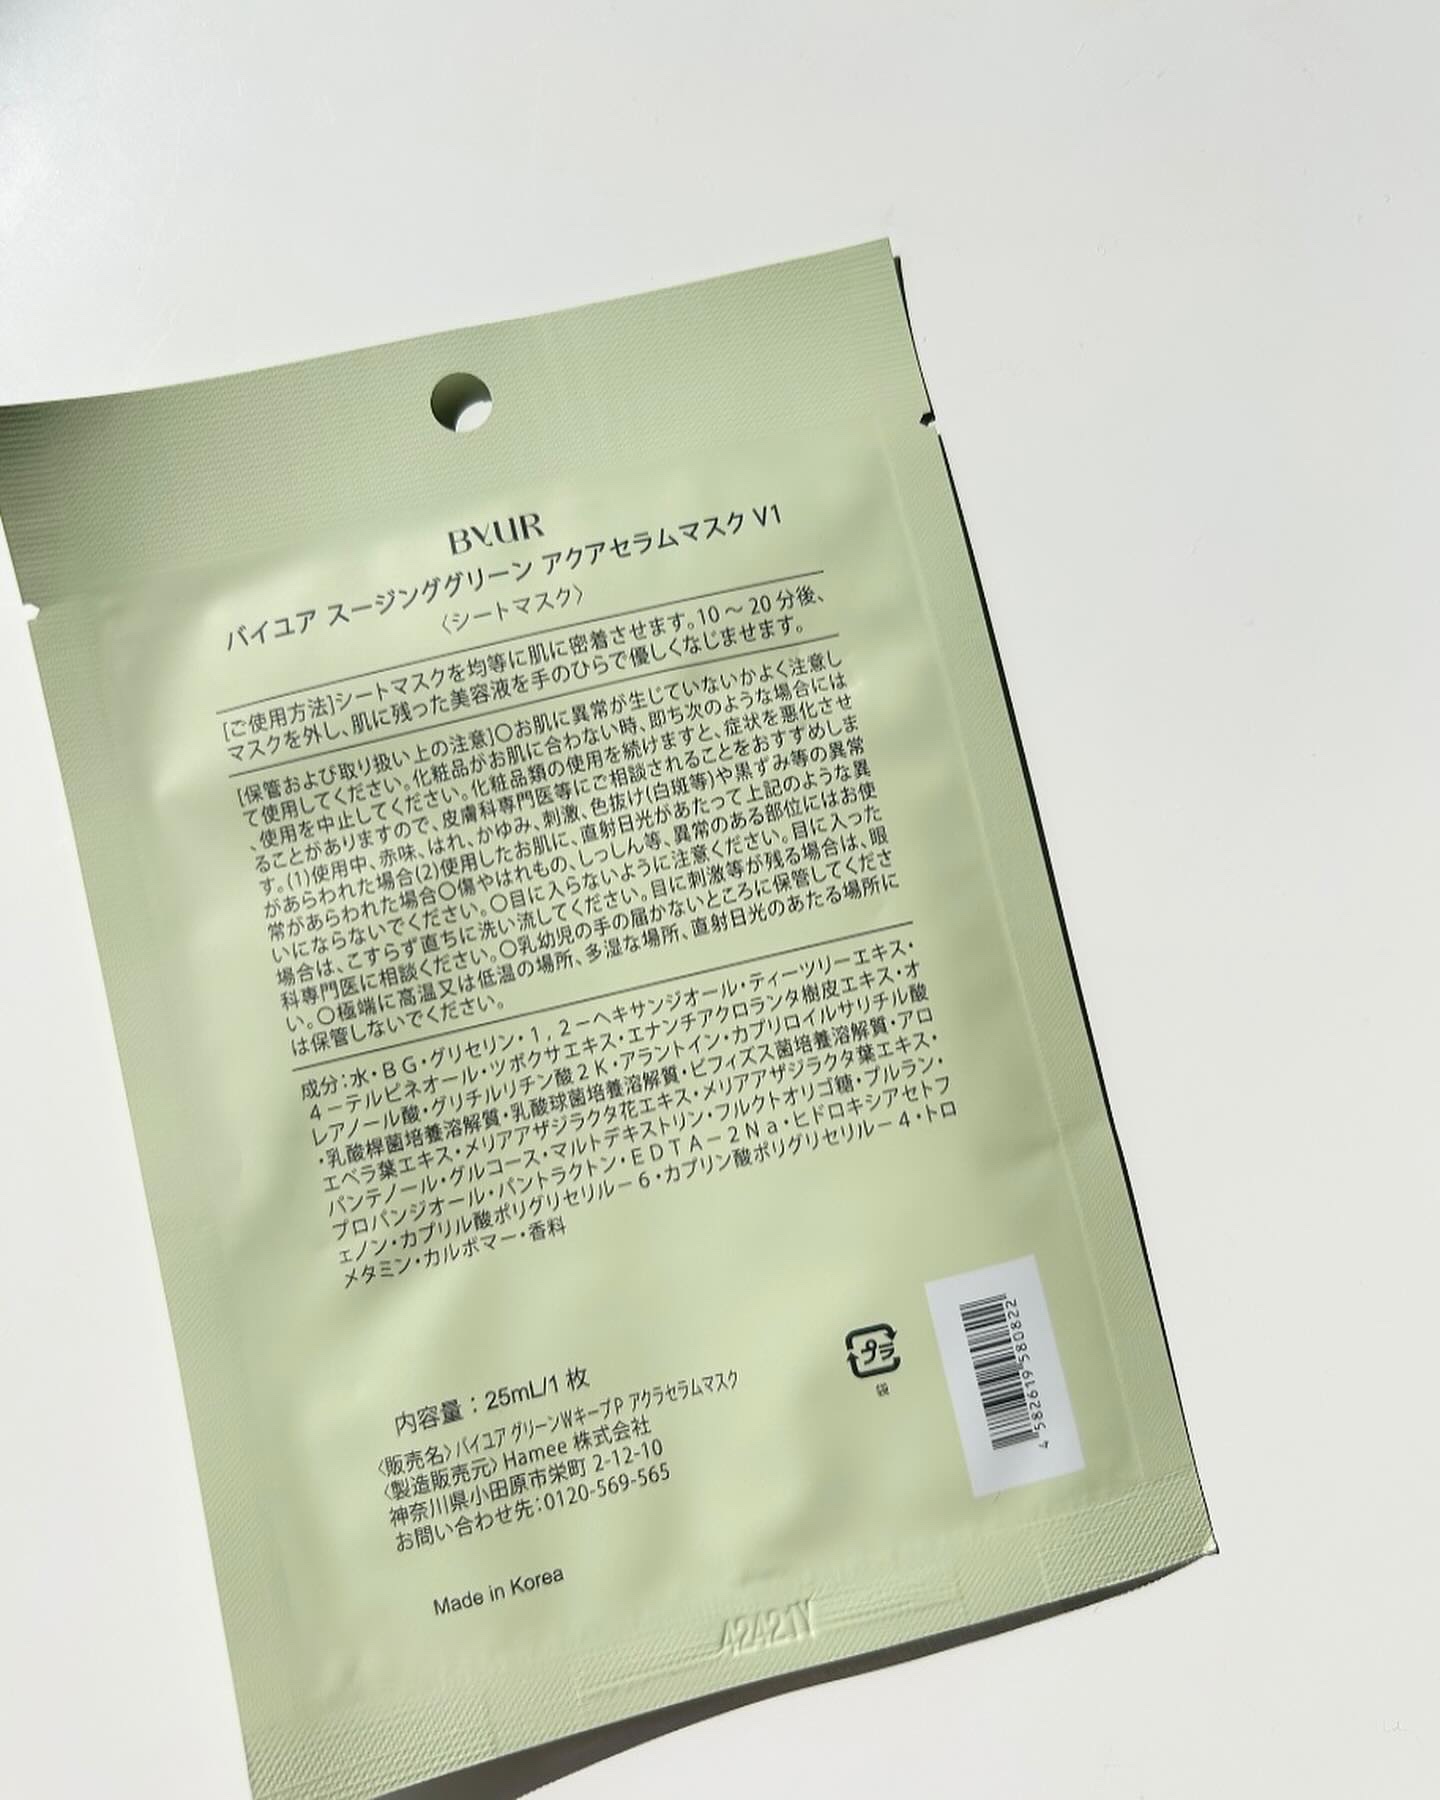 BYUR
バイユア スージンググリーン アクアセラムマスク V1
〈シートマスク〉
[ご使用方法]シートマスクを均等に肌に密着させます。10～20分後、
マスクを外し、肌に残った美容液を手のひらで優しくなじませます。
[保管および取り扱い上の注意]〇お肌に異常が生じていないかよく注意し
て使用してください。化粧品がお肌に合わない時、即ち次のような場合には
、使用を中止してください。化粧品類の使用を続けますと、症状を悪化させ
ることがありますので、皮膚科専門医等にご相談されることをおすすめしま
す。(1)使用中、赤味、はれ、かゆみ、刺激、色抜け(白斑等)や黒ずみ等の異常
があらわれた場合(2)使用したお肌に、直射日光があたって上記のような異
常があらわれた場合〇傷やはれもの、しっしん等、異常のある部位にはお使
いにならないでください。〇目に入らないように注意ください。目に入った
場合は、こすらず直ちに洗い流してください。目に刺激等が残る場合は、眼
科専門医に相談ください。〇乳幼児の手の届かないところに保管してくださ
い。〇極端に高温又は低温の場所、多湿な場所、直射日光のあたる場所に
は保管しないでください。
成分：水・ＢＧ・グリセリン・１，２－ヘキサンジオール・ティーツリーエキス・
４－テルピネオール・ツボクサエキス・エナンチアクロランタ樹皮エキス・オ
レアノール酸・グリチルリチン酸２Ｋ・アラントイン・カプリロイルサリチル酸
・乳酸桿菌培養溶解質・乳酸球菌培養溶解質・ビフィズス菌培養溶解質・アロ
エベラ葉エキス・メリアアザジラクタ花エキス・メリアアザジラクタ葉エキス・
パンテノール・グルコース・マルトデキストリン・フルクトオリゴ糖・プルラン・
プロパンジオール・パントラクトン・ＥＤＴＡ－２Ｎａ・ヒドロキシアセトフ
ェノン・カプリル酸ポリグリセリル－６・カプリン酸ポリグリセリル－４・トロ
メタミン・カルボマー・香料
内容量：25mL/1枚
〈販売名〉バイユア グリーンWキープP アクラセラムマスク
〈製造販売元〉Hamee 株式会社
神奈川県小田原市栄町 2-12-10
お問い合わせ先：0120-569-565
Made in Korea
プラ
袋
4 582619 580822
42421Y